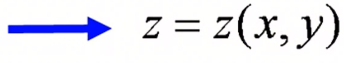 z = z(x, y)